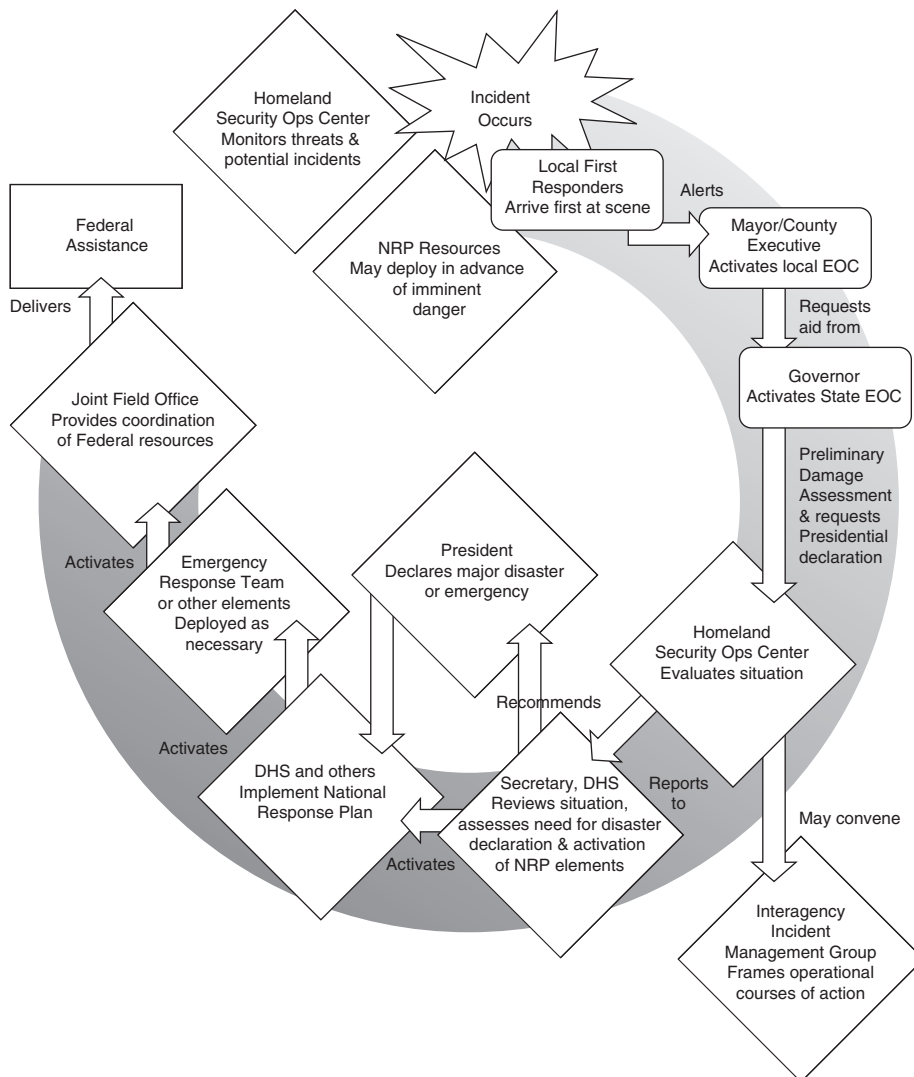 Homeland
Security Ops Center
Monitors threats &
potential incidents
Incident
Occurs
Local First
Responders
Arrive first at scene
Alerts
Mayor/County
Executive
Activates local EOC
NRP Resources
May deploy in advance
of imminent
danger
Requests
aid from
Governor
Activates State EOC
Preliminary
Damage
Assessment
& requests
Presidential
declaration
Homeland
Security Ops Center
Evaluates situation
May convene
Interagency
Incident
Management Group
Frames operational
courses of action
Reports
to
Secretary, DHS
Reviews situation,
assesses need for disaster
declaration & activation
of NRP elements
Recommends
President
Declares major disaster
or emergency
Activates
DHS and others
Implement National
Response Plan
Activates
Emergency
Response Team
or other elements
Deployed as
necessary
Activates
Joint Field Office
Provides coordination
of Federal resources
Delivers
Federal
Assistance